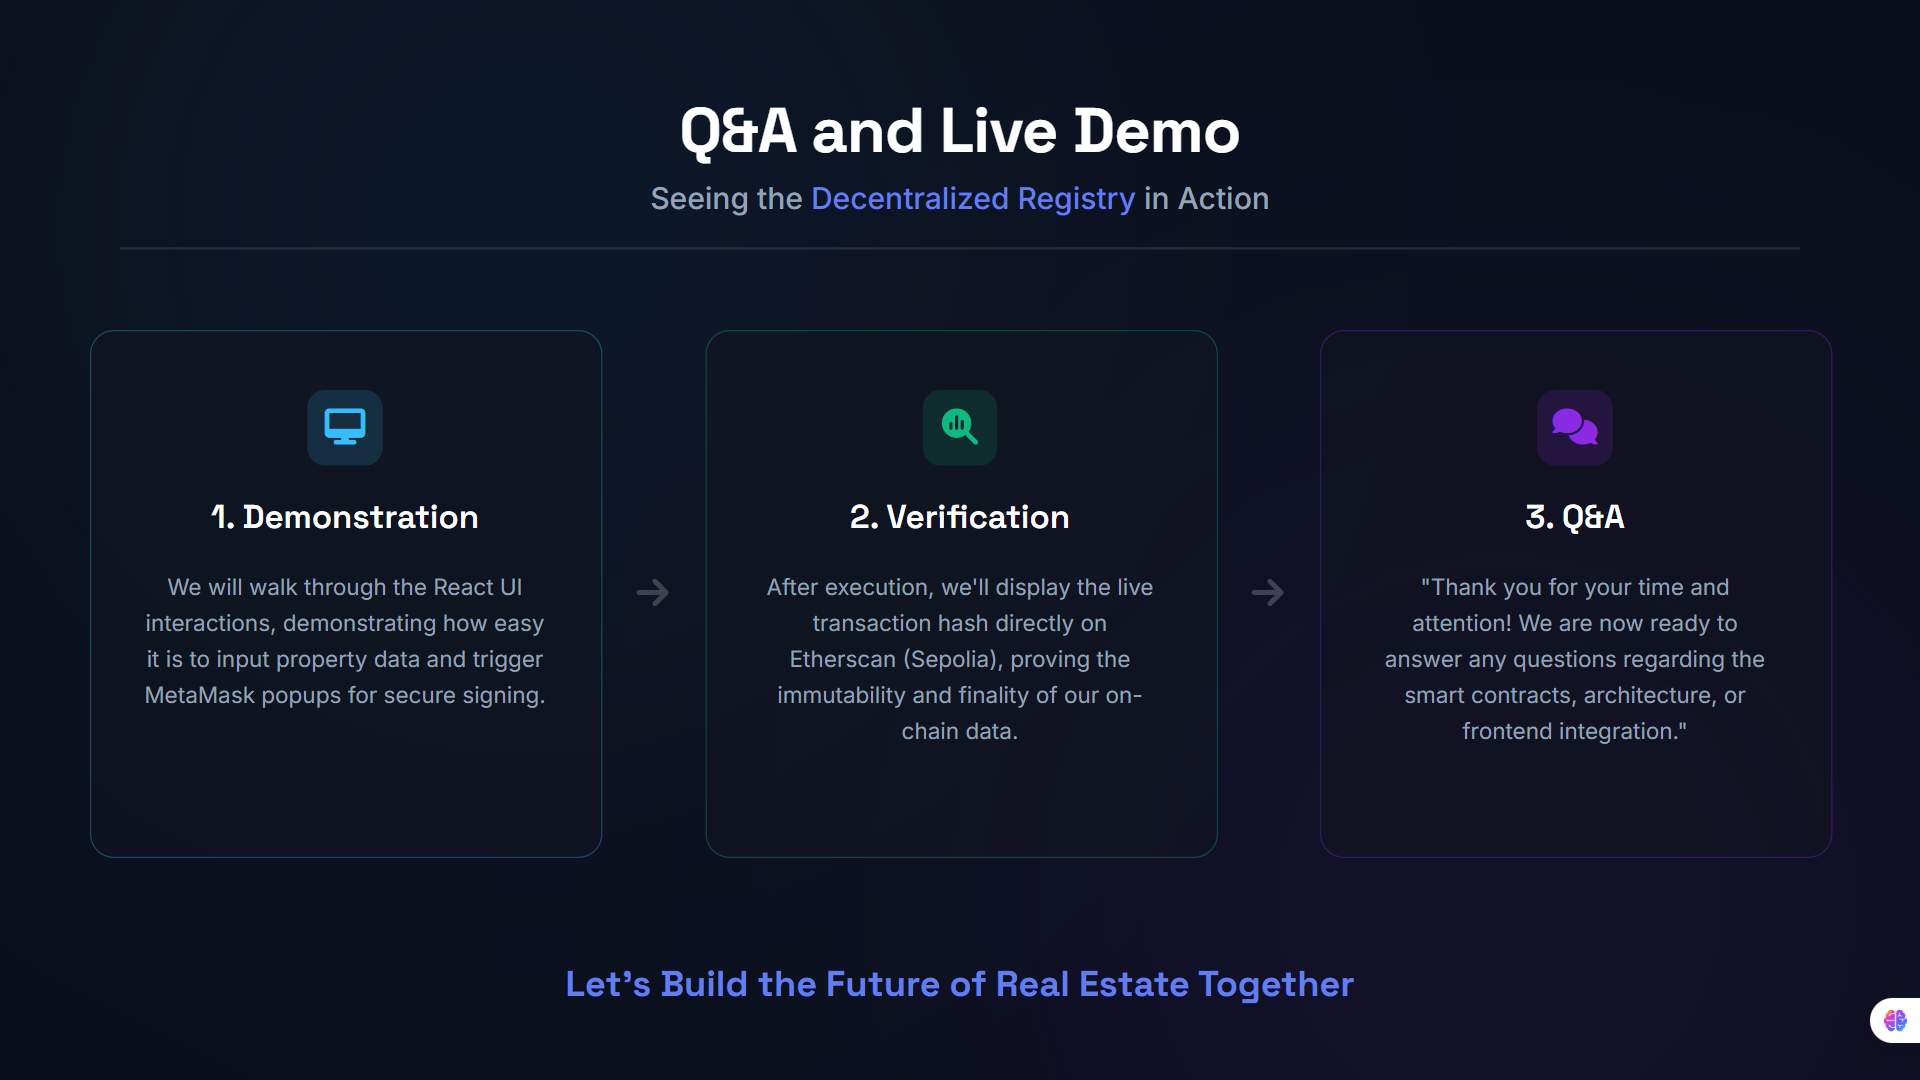 Q&A and Live Demo
Seeing the Decentralized Registry in Action
1. Demonstration
We will walk through the React UI
interactions, demonstrating how easy
it is to input property data and trigger
MetaMask popups for secure signing.
2. Verification
After execution, we'll display the live
transaction hash directly on
Etherscan (Sepolia), proving the
immutability and finality of our on-
chain data.
3. Q&A
"Thank you for your time and
attention! We are now ready to
answer any questions regarding the
smart contracts, architecture, or
frontend integration."
Let's Build the Future of Real Estate Together